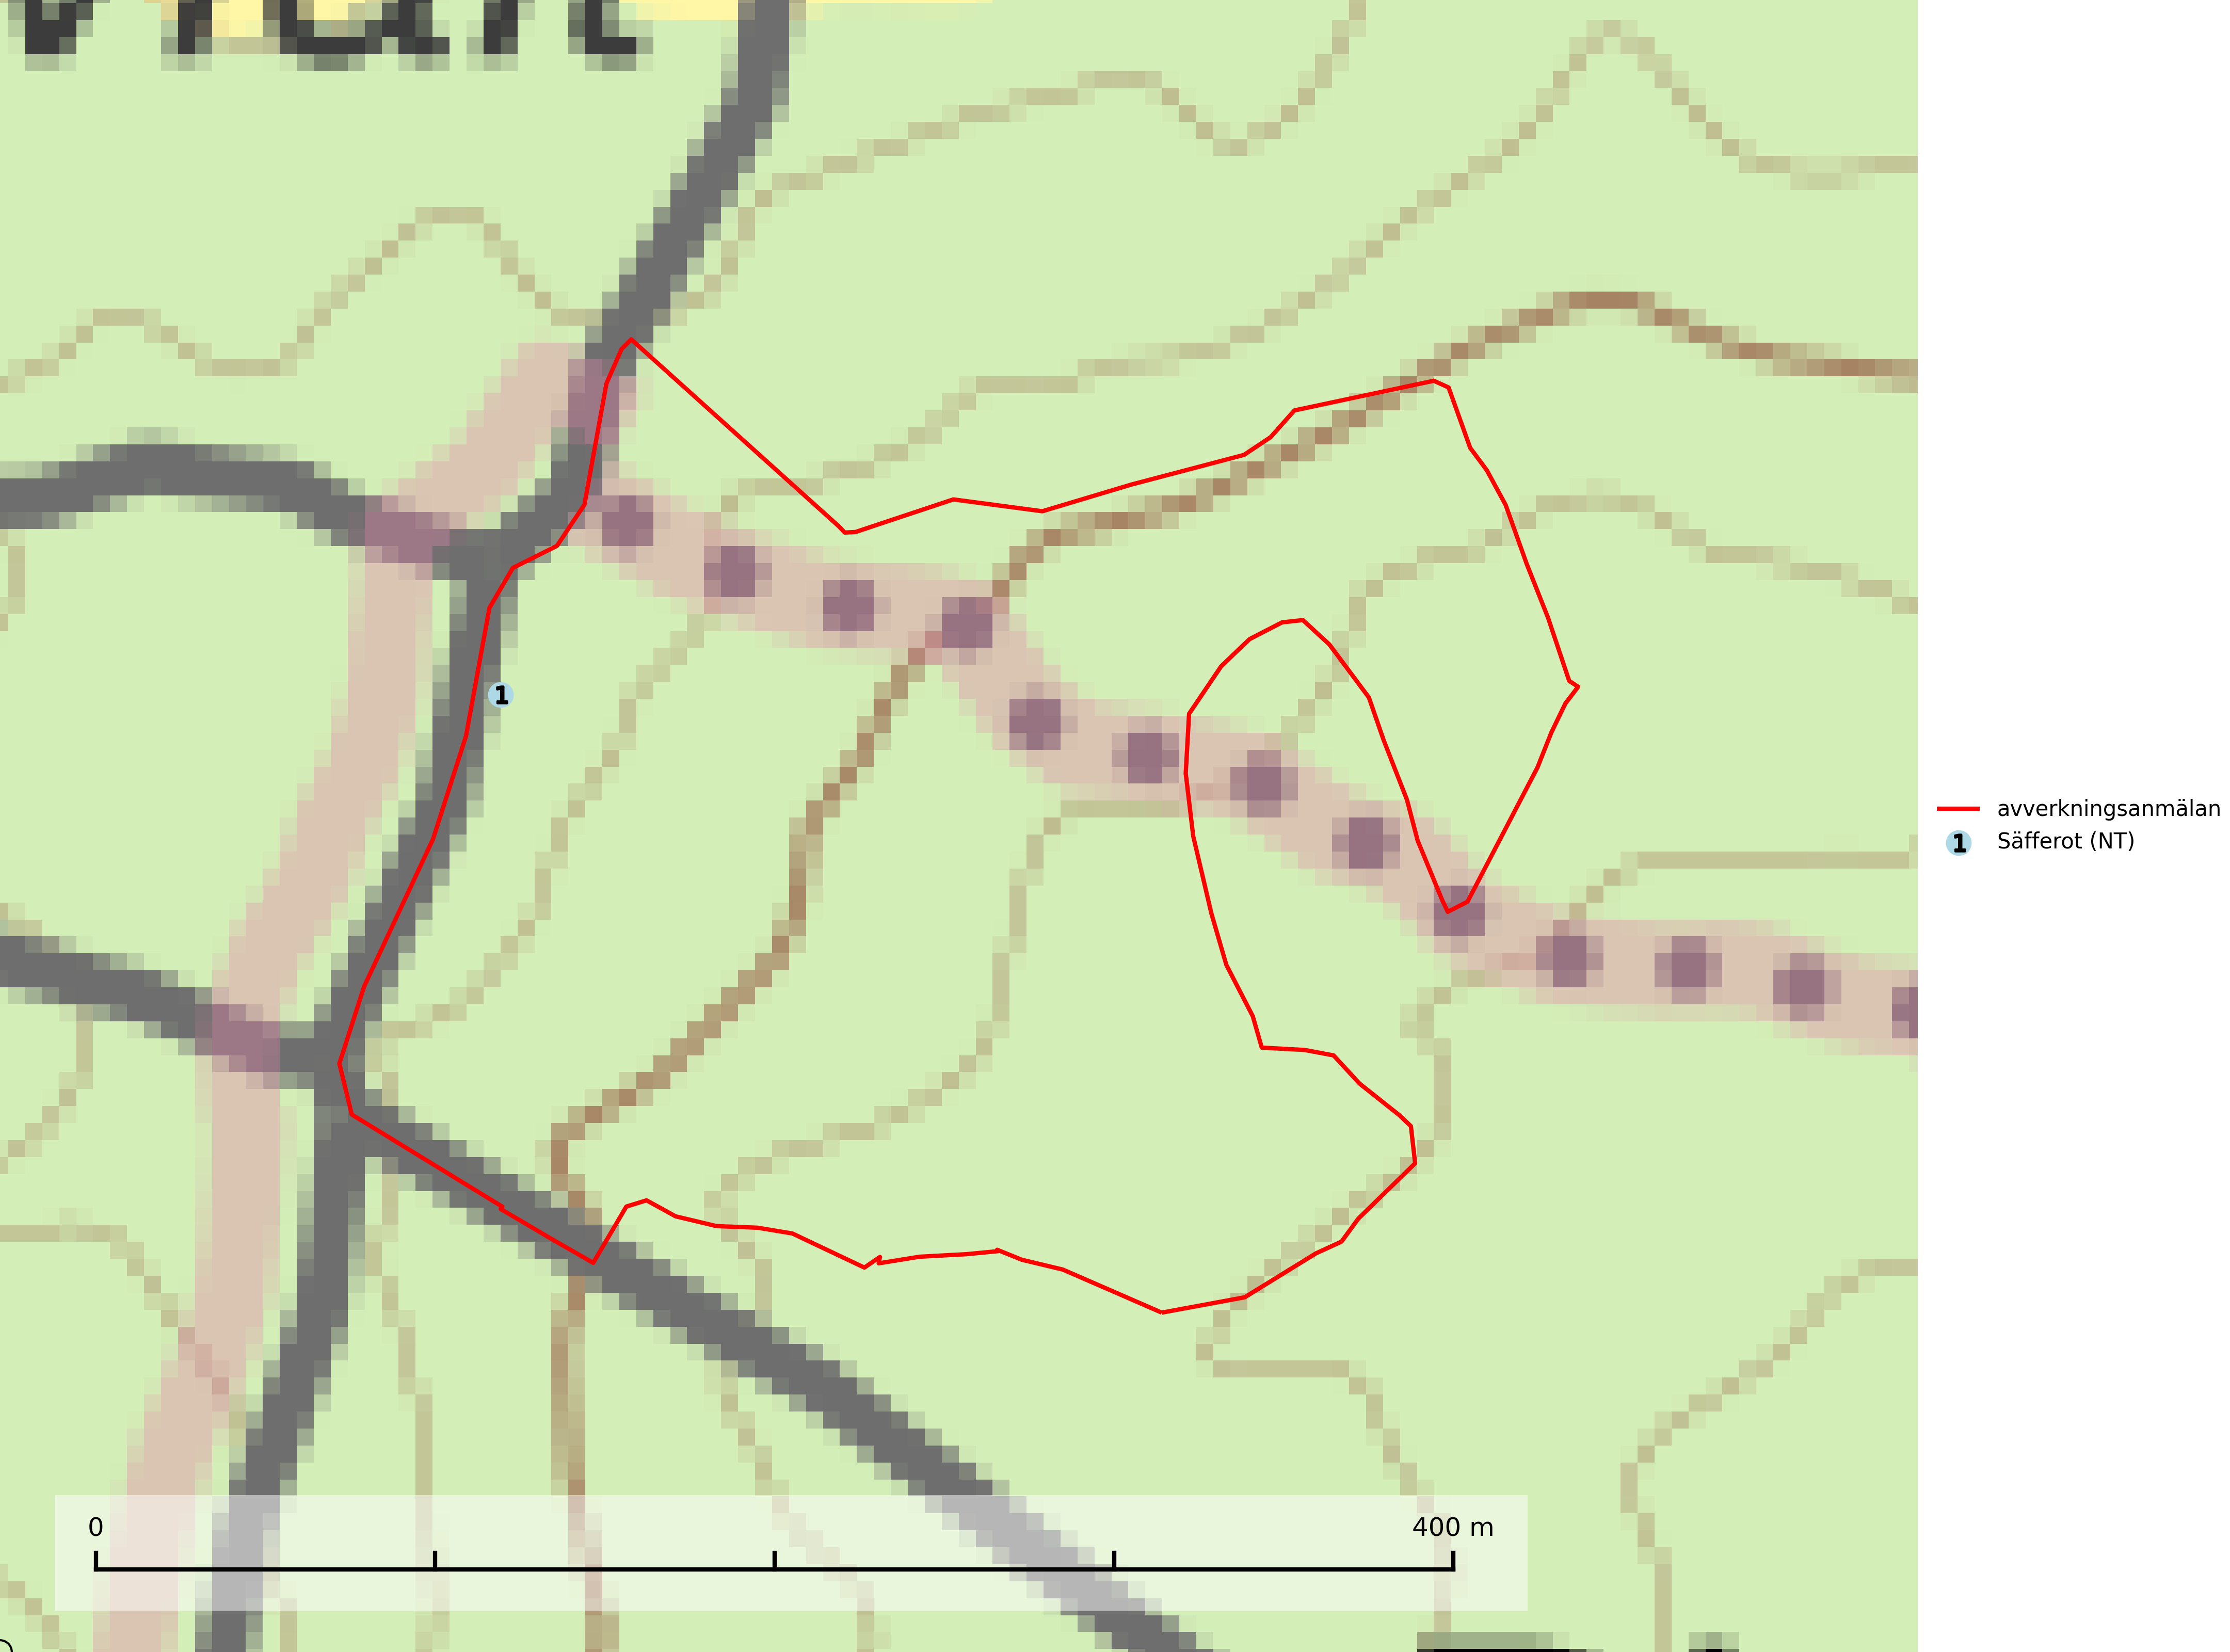 1
avverkningsanmälan
1 Säfferot (NT)
0 400 m